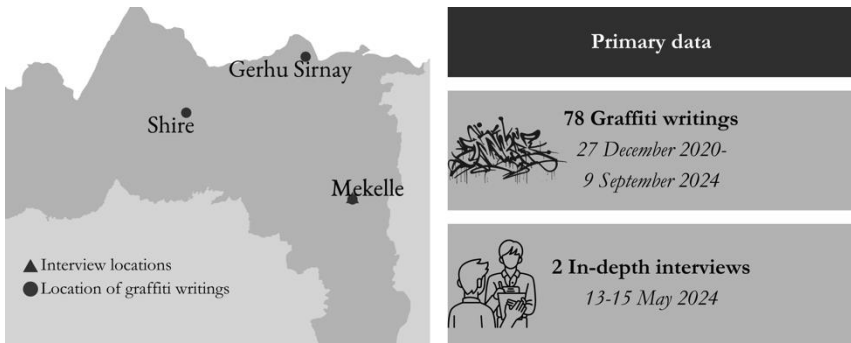 Gerhu Sirnay
Shire
Mekelle
Interview locations
Location of graffiti writings
Primary data
78 Graffiti writings
27 December 2020-
9 September 2024
2 In-depth interviews
13-15 May 2024